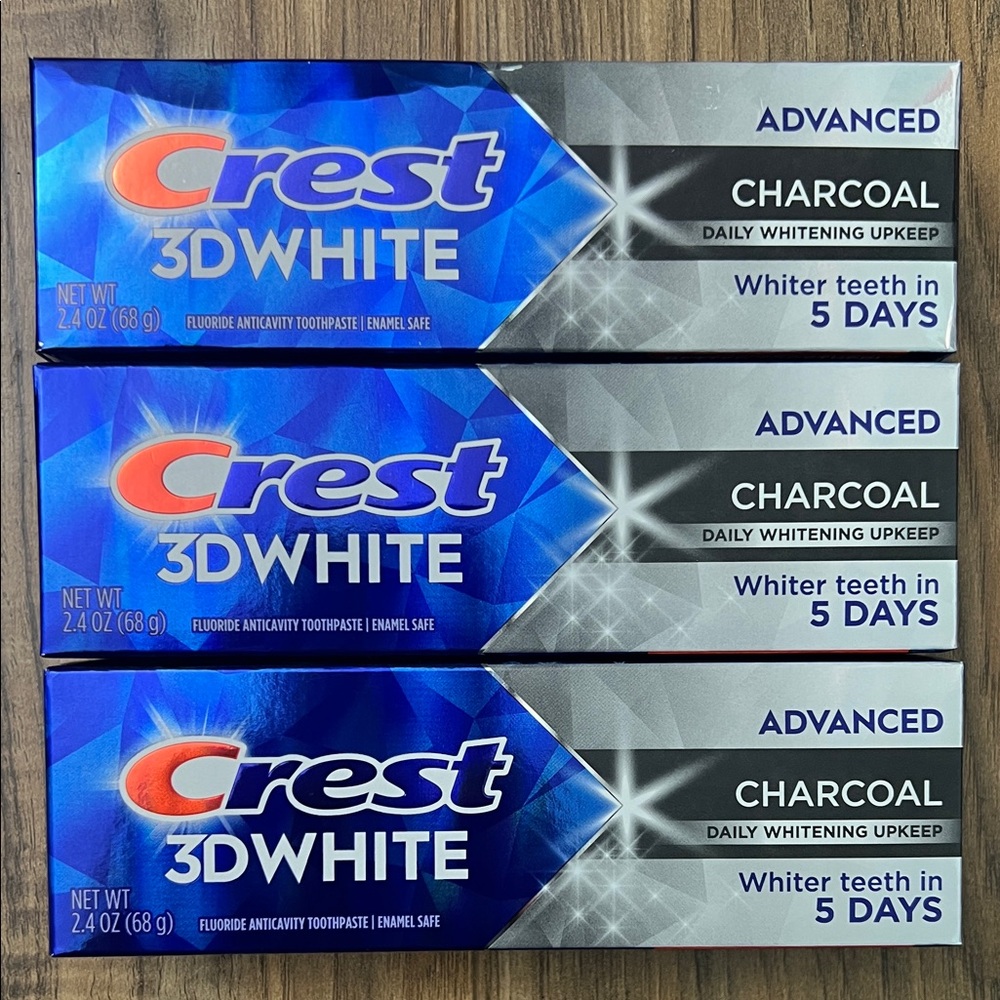 Crest
3DWHITE
NET WT
2.4 OZ (68 g)
FLUORIDE ANTICAVITY TOOTHPASTE | ENAMEL SAFE
ADVANCED
CHARCOAL
DAILY WHITENING UPKEEP
Whiter teeth in
5 DAYS
Crest
3DWHITE
NET WT
2.4 OZ (68 g)
FLUORIDE ANTICAVITY TOOTHPASTE | ENAMEL SAFE
ADVANCED
CHARCOAL
DAILY WHITENING UPKEEP
Whiter teeth in
5 DAYS
Crest
3DWHITE
NET WT
2.4 OZ (68 g)
FLUORIDE ANTICAVITY TOOTHPASTE | ENAMEL SAFE
ADVANCED
CHARCOAL
DAILY WHITENING UPKEEP
Whiter teeth in
5 DAYS